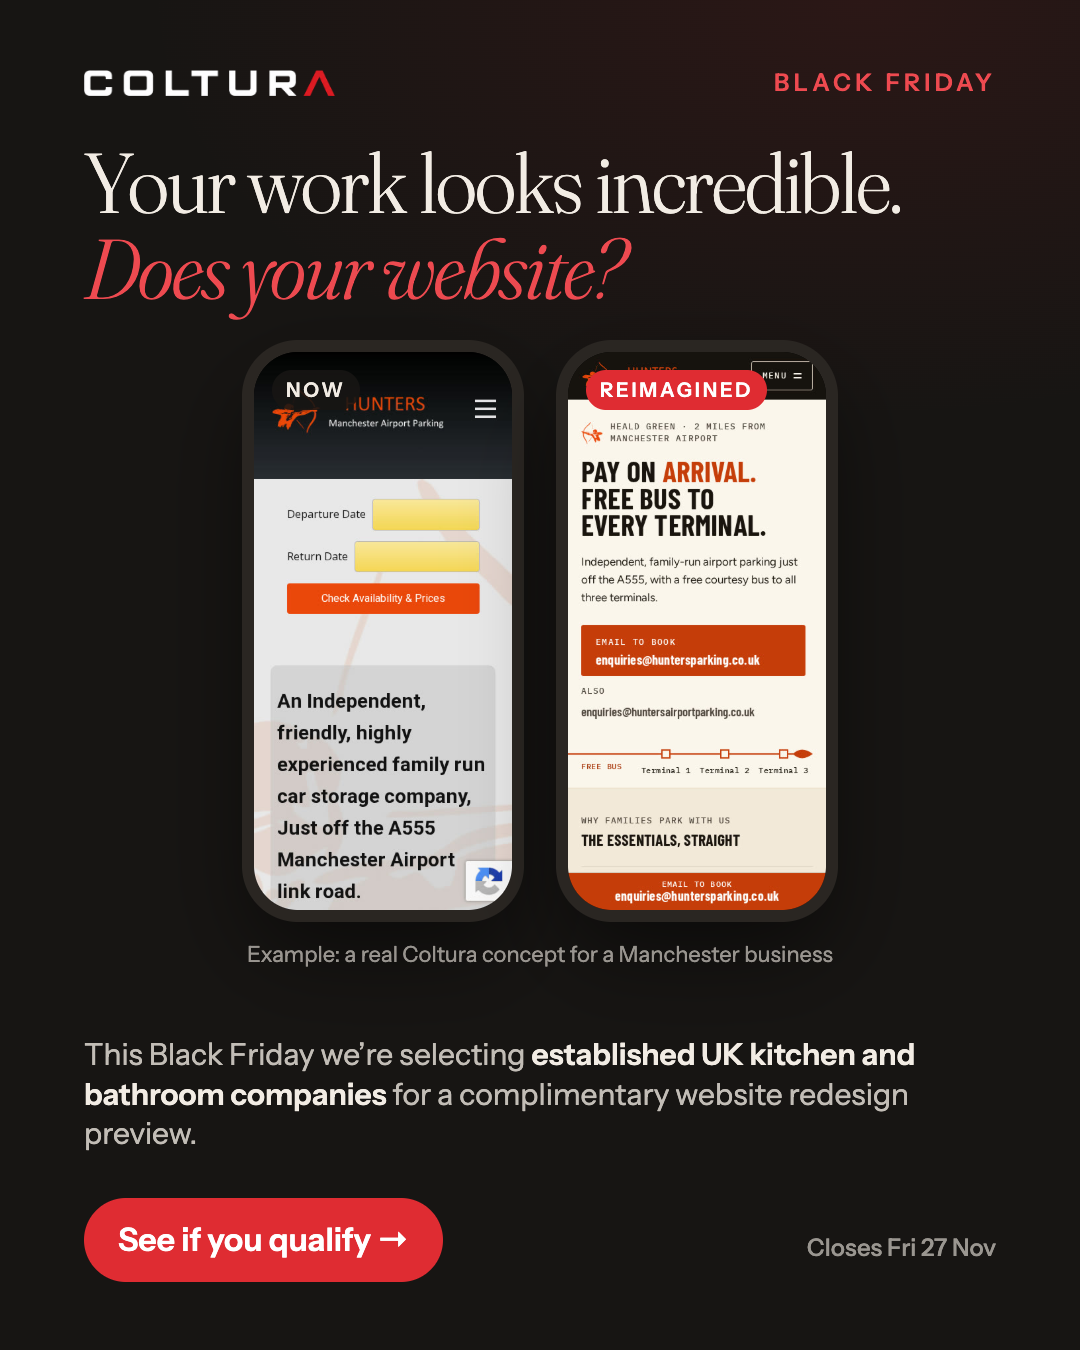 COLTURA
BLACK FRIDAY
Your work looks incredible.
Does your website?
NOW
HUNTERS
Manchester Airport Parking
Departure Date
Return Date
Check Availability & Prices
An Independent,
friendly, highly
experienced family run
car storage company,
Just off the A555
Manchester Airport
link road.
REIMAGINED
MENU
HEALD GREEN · 2 MILES FROM
MANCHESTER AIRPORT
PAY ON ARRIVAL.
FREE BUS TO
EVERY TERMINAL.
Independent, family-run airport parking just
off the A555, with a free courtesy bus to all
three terminals.
EMAIL TO BOOK
enquiries@huntersparking.co.uk
ALSO
enquiries@huntersairportparking.co.uk
FREE BUS
Terminal 1 Terminal 2 Terminal 3
WHY FAMILIES PARK WITH US
THE ESSENTIALS, STRAIGHT
EMAIL TO BOOK
enquiries@huntersparking.co.uk
Example: a real Coltura concept for a Manchester business
This Black Friday we’re selecting established UK kitchen and
bathroom companies for a complimentary website redesign
preview.
See if you qualify →
Closes Fri 27 Nov